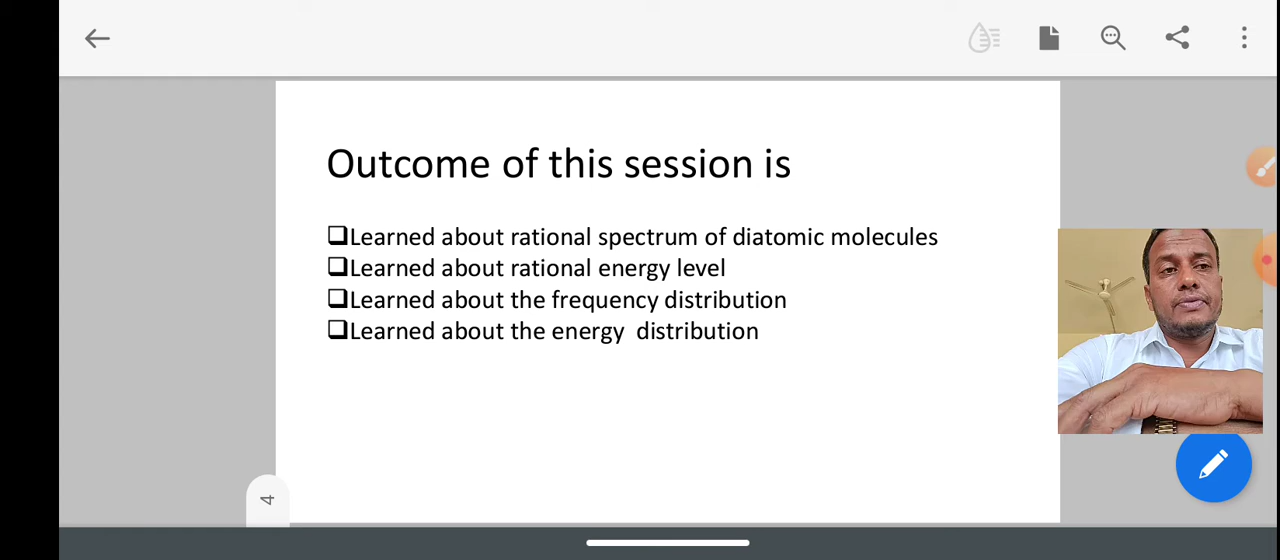 Outcome of this session is
❑Learned about rational spectrum of diatomic molecules
❑Learned about rational energy level
❑Learned about the frequency distribution
❑Learned about the energy distribution
4